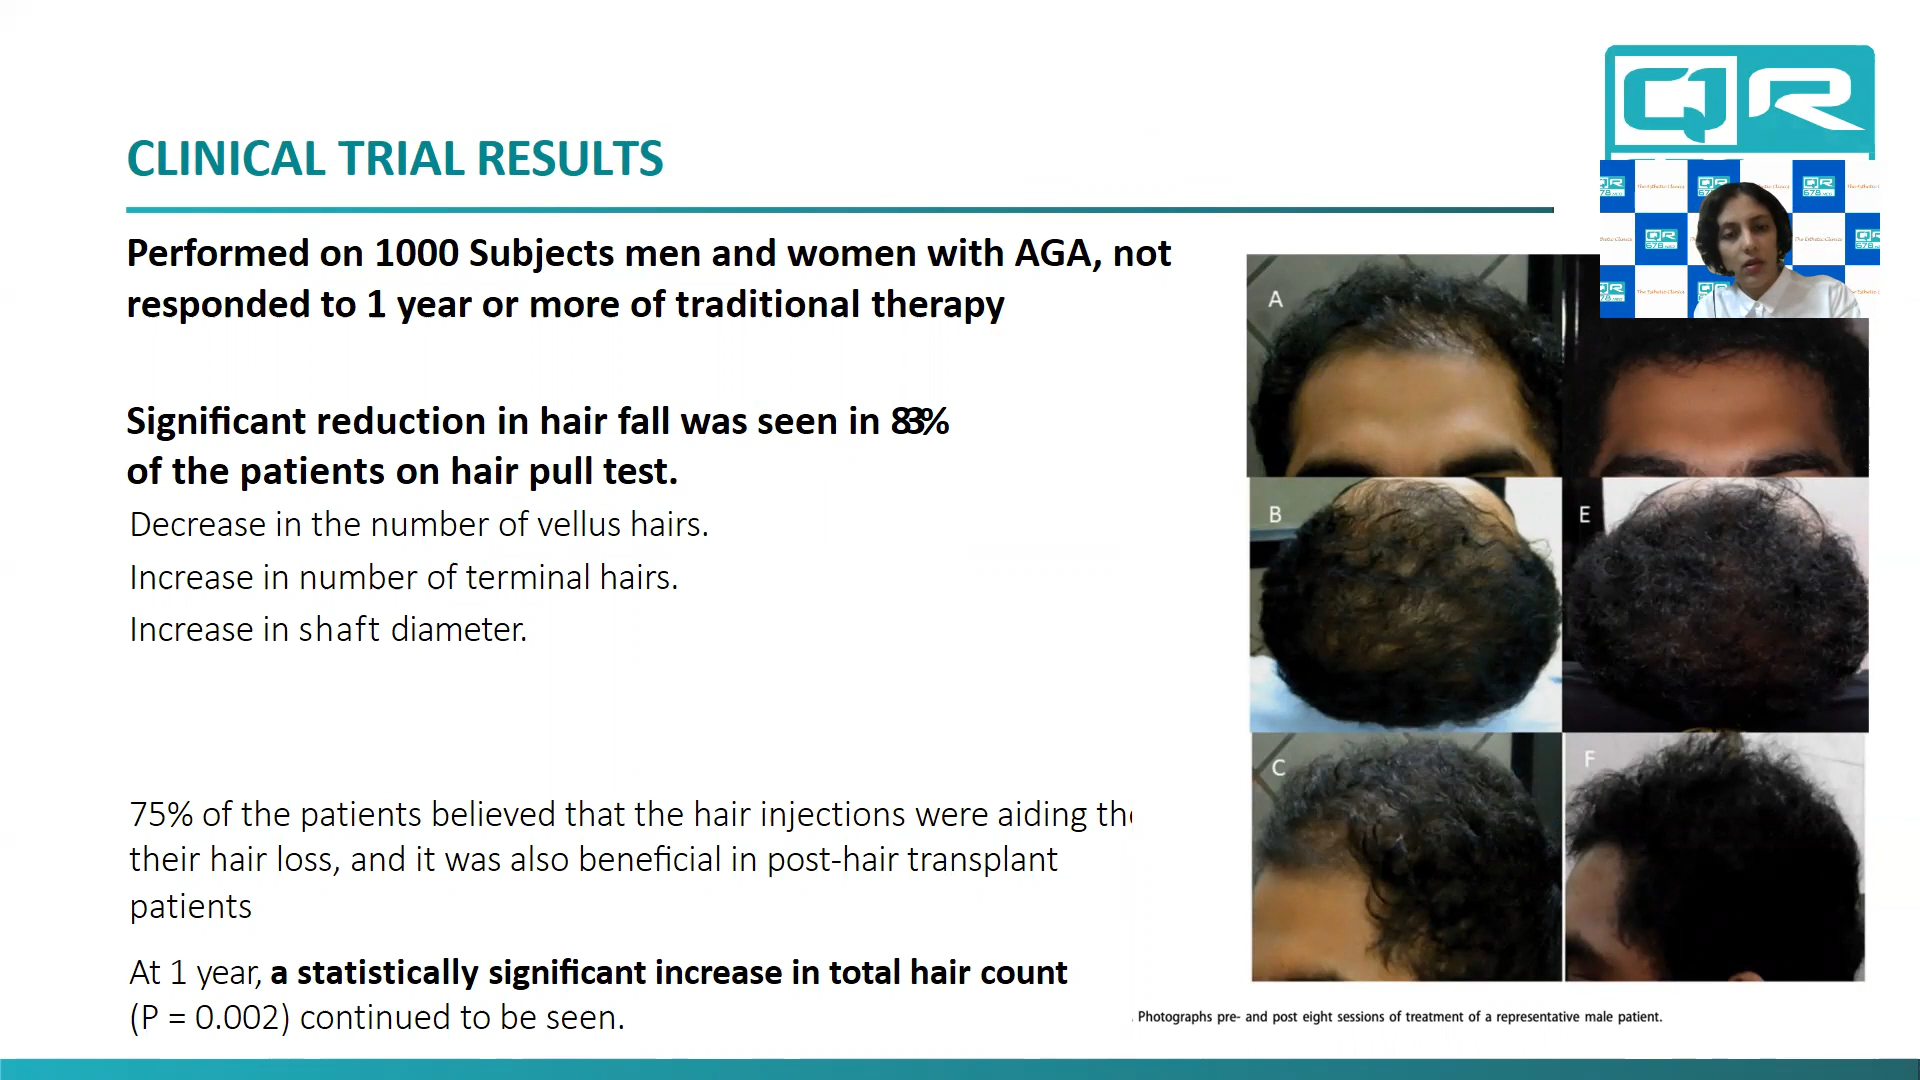 QR
CLINICAL TRIAL RESULTS
Performed on 1000 Subjects men and women with AGA, not
responded to 1 year or more of traditional therapy
Significant reduction in hair fall was seen in 83%
of the patients on hair pull test.
Decrease in the number of vellus hairs.
Increase in number of terminal hairs.
Increase in shaft diameter.
75% of the patients believed that the hair injections were aiding
their hair loss, and it was also beneficial in post-hair transplant
patients
At 1 year, a statistically significant increase in total hair count
(P = 0.002) continued to be seen.
A
B
E
C
F
Photographs pre- and post eight sessions of treatment of a representative male patient.